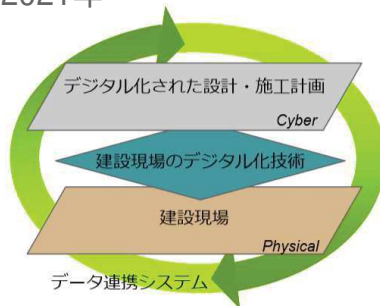 2021年
デジタル化された設計・施工計画
Cyber
建設現場のデジタル化技術
建設現場
Physical
データ連携システム